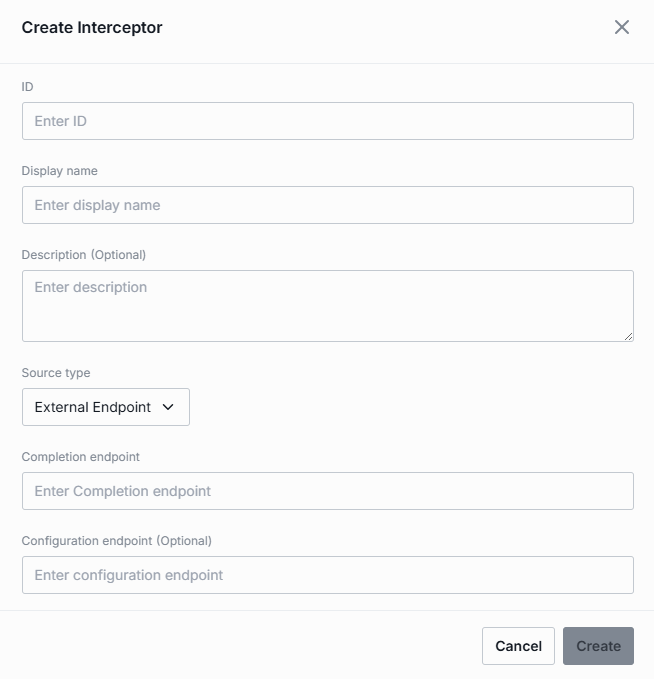 Create Interceptor
ID
Enter ID
Display name
Enter display name
Description (Optional)
Enter description
Source type
External Endpoint
Completion endpoint
Enter Completion endpoint
Configuration endpoint (Optional)
Enter configuration endpoint
Cancel Create